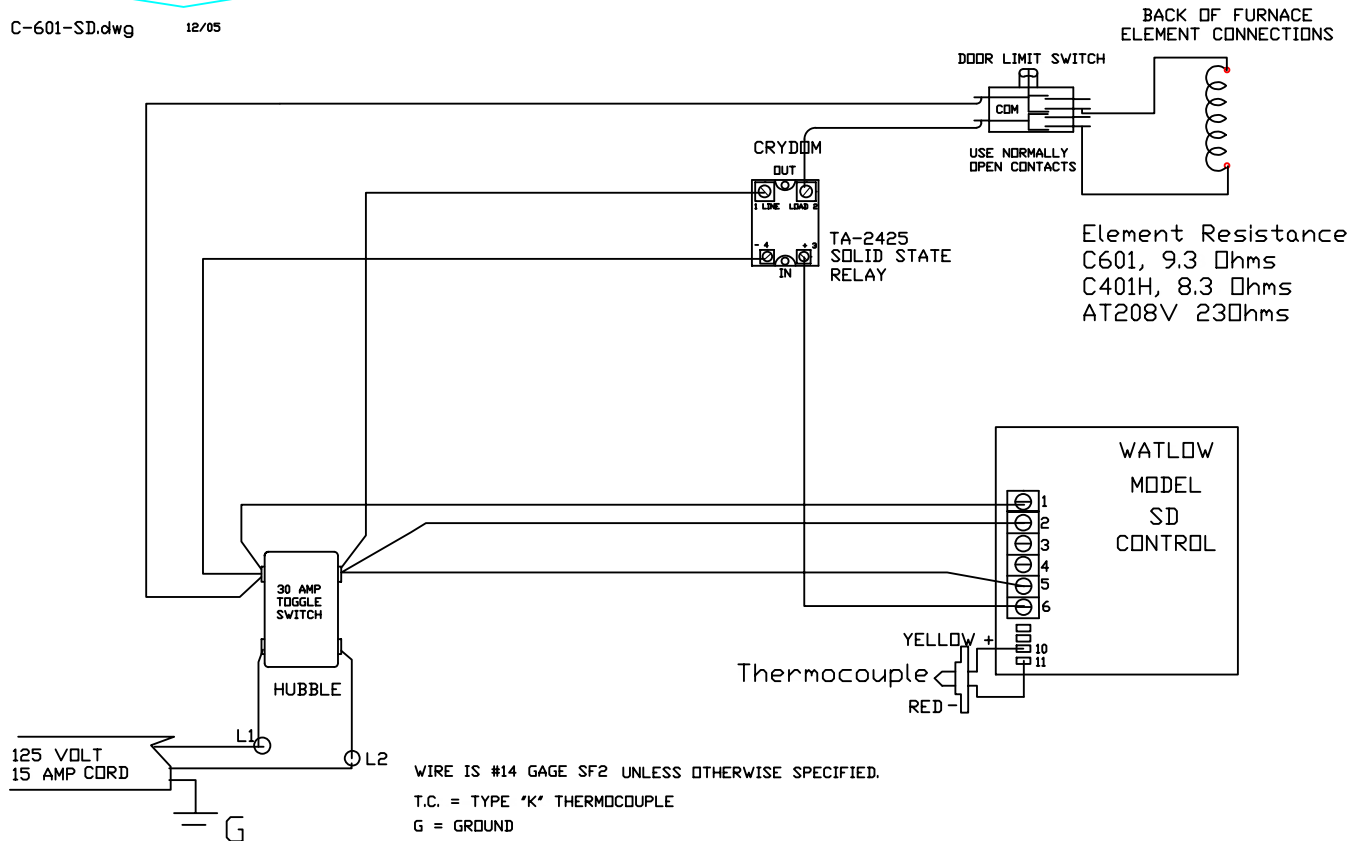 C-601-SD.dwg
12/05
BACK OF FURNACE
ELEMENT CONNECTIONS
DOOR LIMIT SWITCH
COM
USE NORMALLY
OPEN CONTACTS
CRYDOM
OUT
1 LINE LOAD 2
- 4 + 3
IN
TA-2425
SOLID STATE
RELAY
Element Resistance
C601, 9.3 Ohms
C401H, 8.3 Ohms
AT208V 23Ohms
WATLOW
MODEL
SD
CONTROL
1
2
3
4
5
6
10
11
YELLOW +
Thermocouple
RED -
30 AMP
TOGGLE
SWITCH
HUBBLE
L1
L2
125 VOLT
15 AMP CORD
G
WIRE IS #14 GAGE SF2 UNLESS OTHERWISE SPECIFIED.
T.C. = TYPE "K" THERMOCOUPLE
G = GROUND